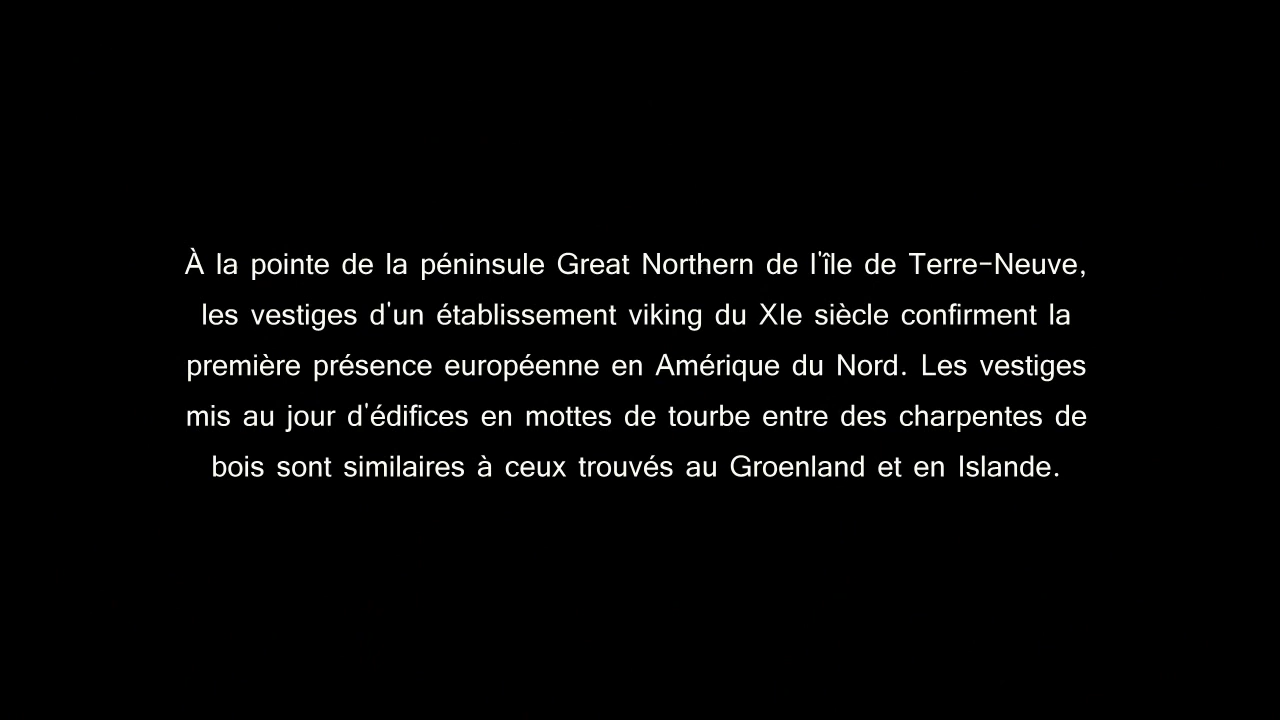 À la pointe de la péninsule Great Northern de l'île de Terre-Neuve,
les vestiges d'un établissement viking du XIe siècle confirment la
première présence européenne en Amérique du Nord. Les vestiges
mis au jour d'édifices en mottes de tourbe entre des charpentes de
bois sont similaires à ceux trouvés au Groenland et en Islande.